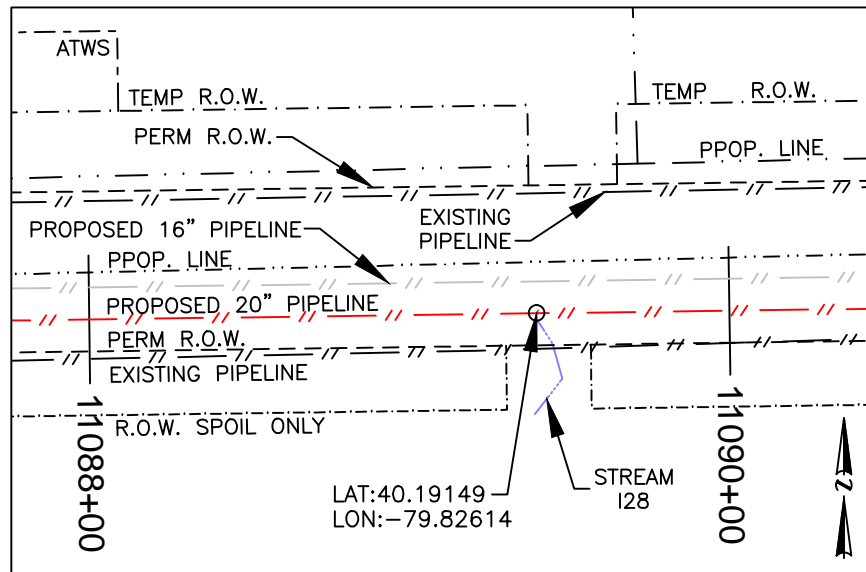 ATWS
TEMP R.O.W.
TEMP R.O.W.
PERM R.O.W.
PPOP. LINE
EXISTING
PIPELINE
PROPOSED 16” PIPELINE
PPOP. LINE
PROPOSED 20” PIPELINE
PERM R.O.W.
EXISTING PIPELINE
R.O.W. SPOIL ONLY
11088+00
11090+00
LAT:40.19149
LON:-79.82614
STREAM
I28
N